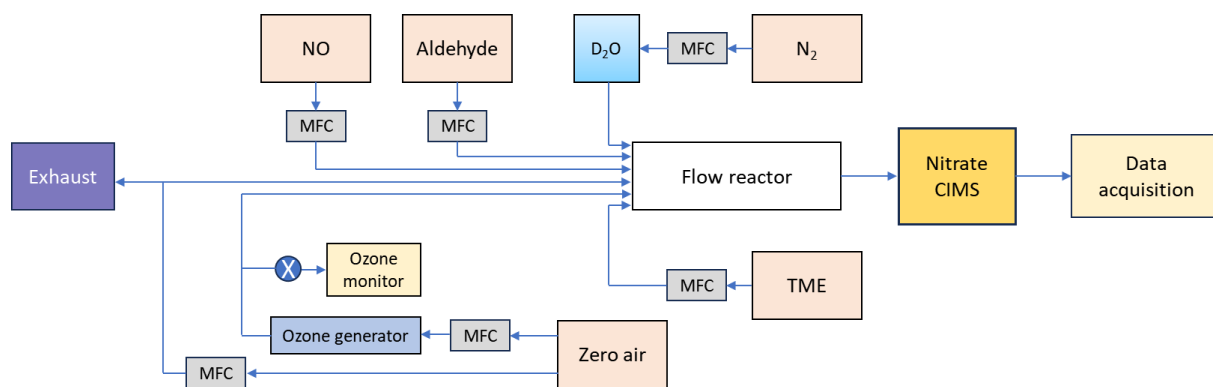 NO
Aldehyde
D₂O
MFC
N₂
MFC
MFC
Exhaust
Flow reactor
Nitrate
CIMS
Data
acquisition
X
Ozone
monitor
MFC
TME
Ozone generator
MFC
Zero air
MFC